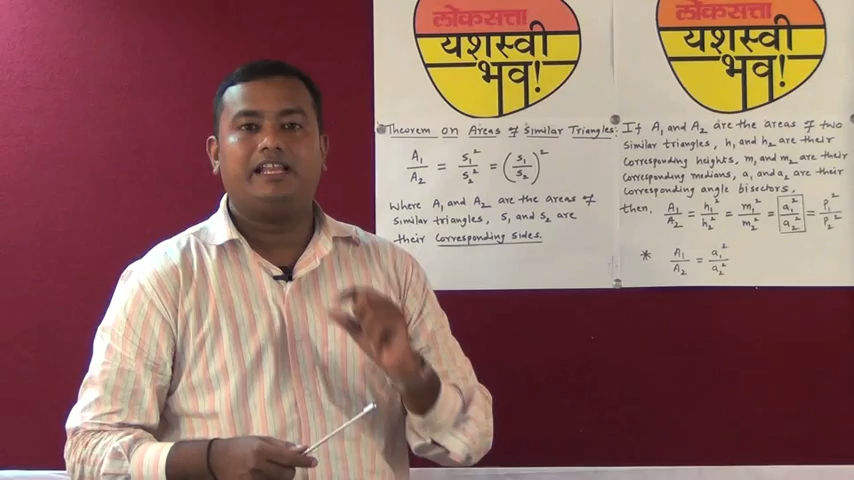 लोकसत्ता
यशस्वी
भव!
लोकसत्ता
यशस्वी
भव!
Theorem on Areas of Similar Triangles:
A₁/A₂ = s₁²/s₂² = (s₁/s₂)²
Where A₁ and A₂ are the areas of
similar triangles, s₁ and s₂ are
their corresponding sides.
If A₁ and A₂ are the areas of two
similar triangles, h₁ and h₂ are their
corresponding heights, m₁ and m₂ are their
corresponding medians, a₁ and a₂ are their
corresponding angle bisectors,
then, A₁/A₂ = h₁²/h₂² = m₁²/m₂² = a₁²/a₂² = P₁²/P₂²
* A₁/A₂ = a₁²/a₂²